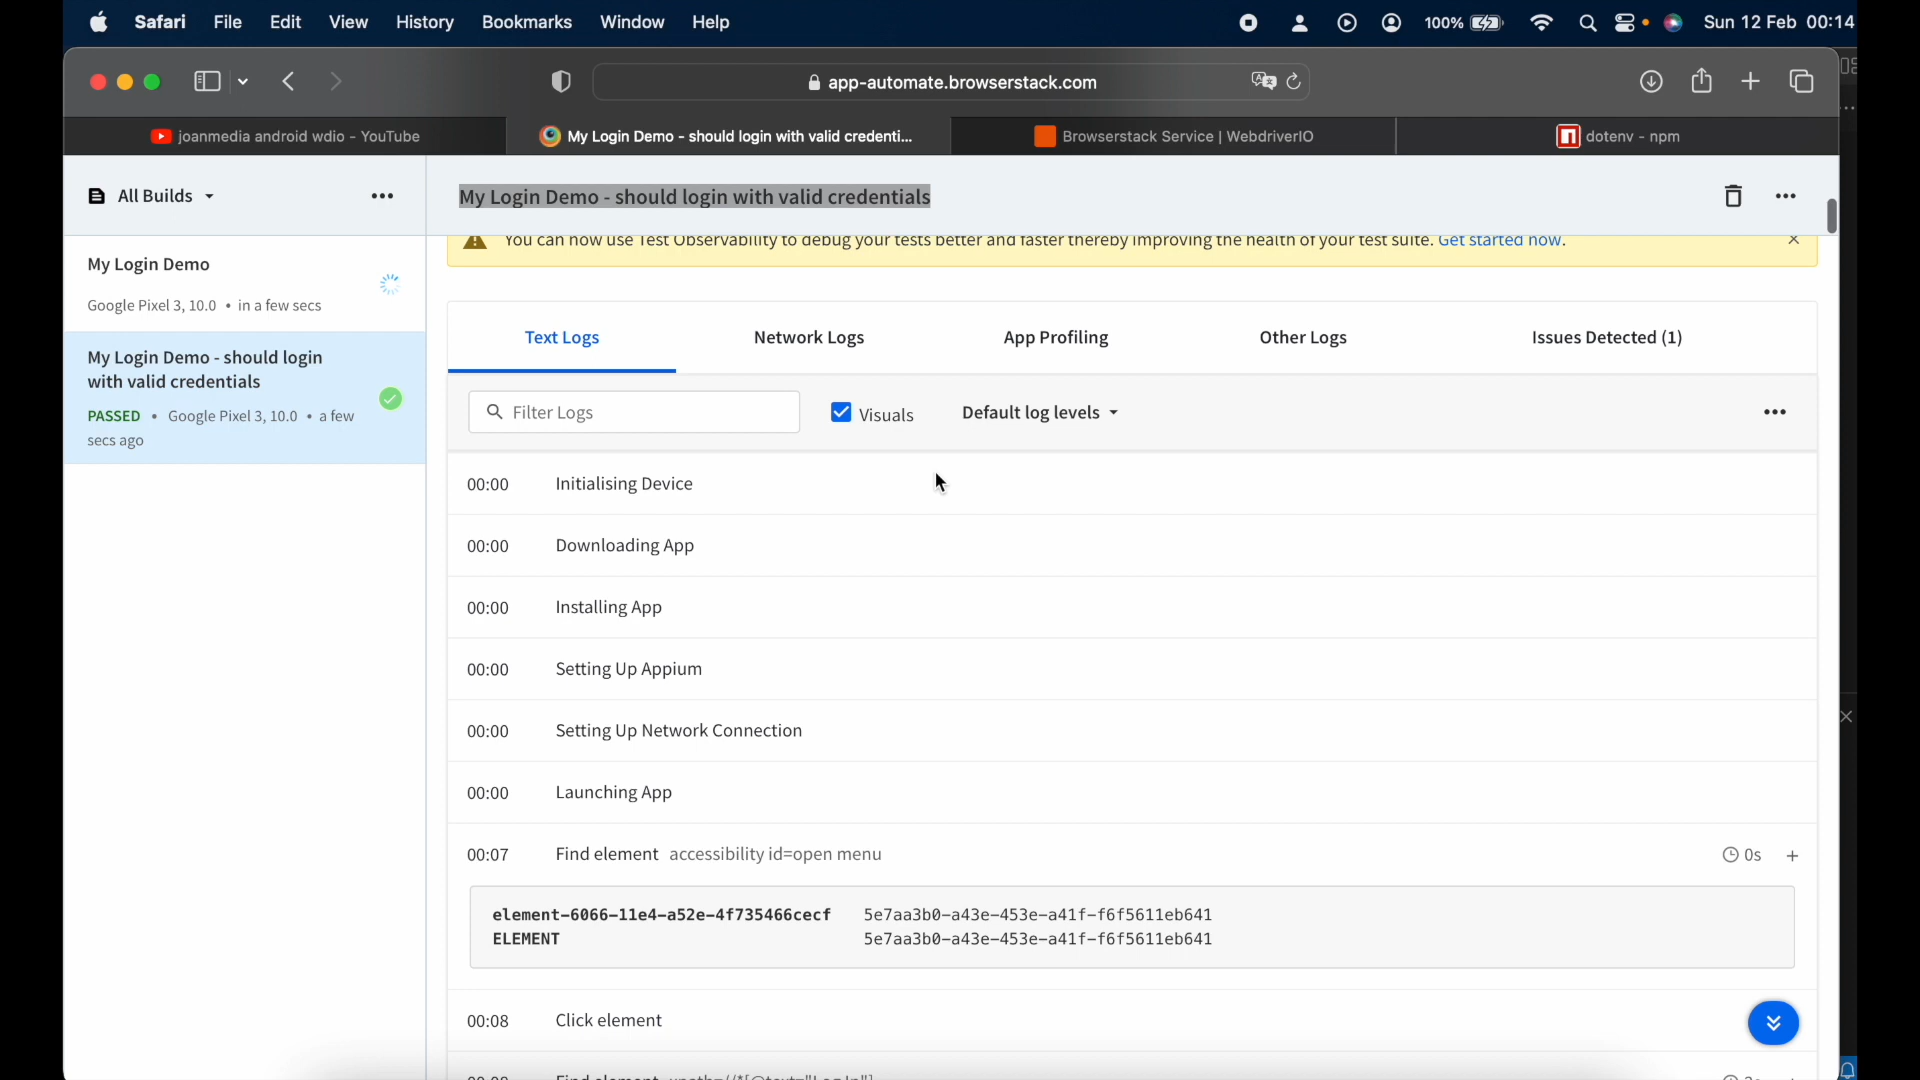 Safari File Edit View History Bookmarks Window Help 100% Sun 12 Feb 00:14
app-automate.browserstack.com
joanmedia android wdio - YouTube
My Login Demo - should login with valid credenti...
Browserstack Service | WebdriverIO
dotenv - npm
All Builds
My Login Demo - should login with valid credentials
You can now use Test Observability to debug your tests better and faster thereby improving the health of your test suite. Get started now.
My Login Demo
Google Pixel 3, 10.0 • in a few secs
My Login Demo - should login
with valid credentials
PASSED • Google Pixel 3, 10.0 • a few
secs ago
Text Logs Network Logs App Profiling Other Logs Issues Detected (1)
Filter Logs Visuals Default log levels
00:00 Initialising Device
00:00 Downloading App
00:00 Installing App
00:00 Setting Up Appium
00:00 Setting Up Network Connection
00:00 Launching App
00:07 Find element accessibility id=open menu 0s
element-6066-11e4-a52e-4f735466cecf 5e7aa3b0-a43e-453e-a41f-f6f5611eb641
ELEMENT 5e7aa3b0-a43e-453e-a41f-f6f5611eb641
00:08 Click element